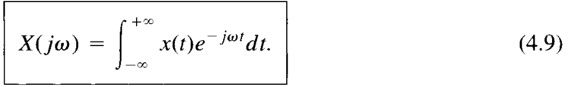 X(jω) = ∫_{-∞}^{+∞} x(t)e^{-jωt}dt. (4.9)